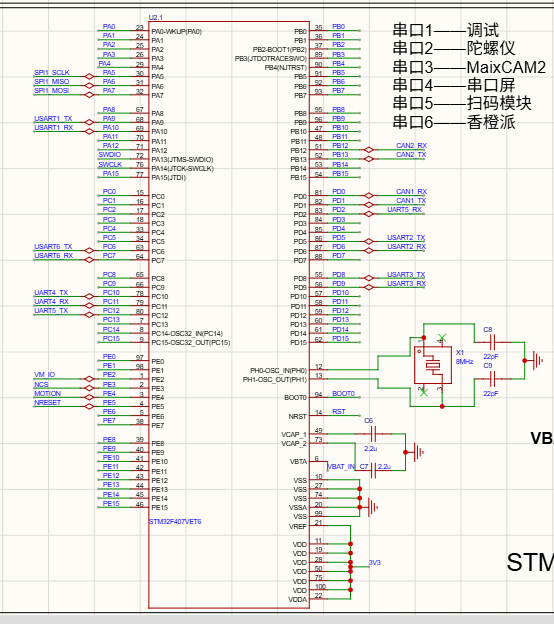 U2.1
PA0 23 PA0-WKUP(PA0) PB0 35 PB0
PA1 24 PA1 PB1 36 PB1
PA2 25 PA2 PB2-BOOT1(PB2) 37 PB2
PA3 26 PA3 PB3(JTDOTRACESWO) 89 PB3
PA4 29 PA4 PB4(NJTRST) 90 PB4
SPI1_SCLK PA5 30 PA5 PB5 91 PB5
SPI1_MISO PA6 31 PA6 PB6 92 PB6
SPI1_MOSI PA7 32 PA7 PB7 93 PB7
PA8 67 PA8 PB8 95 PB8
USART1_TX PA9 68 PA9 PB9 96 PB9
USART1_RX PA10 69 PA10 PB10 47 PB10
PA11 70 PA11 PB11 48 PB11
PA12 71 PA12 PB12 51 PB12 CAN2_RX
SWDIO 72 PA13(JTMS-SWDIO) PB13 52 PB13 CAN2_TX
SWCLK 76 PA14(JTCK-SWCLK) PB14 53 PB14
PA15 77 PA15(JTDI) PB15 54 PB15
PC0 15 PC0 PD0 81 PD0 CAN1_RX
PC1 16 PC1 PD1 82 PD1 CAN1_TX
PC2 17 PC2 PD2 83 PD2 UART5_RX
PC3 18 PC3 PD3 84 PD3
PC4 33 PC4 PD4 85 PD4
PC5 34 PC5 PD5 86 PD5 USART2_TX
USART6_TX PC6 63 PC6 PD6 87 PD6 USART2_RX
USART6_RX PC7 64 PC7 PD7 88 PD7
PC8 65 PC8 PD8 55 PD8 USART3_TX
PC9 66 PC9 PD9 56 PD9 USART3_RX
UART4_TX PC10 78 PC10 PD10 57 PD10
UART4_RX PC11 79 PC11 PD11 58 PD11
UART5_TX PC12 80 PC12 PD12 59 PD12
PC13 7 PC13 PD13 60 PD13
PC14 8 PC14-OSC32_IN(PC14) PD14 61 PD14
PC15 9 PC15-OSC32_OUT(PC15) PD15 62 PD15
PE0 97 PE0
PE1 98 PE1 PH0-OSC_IN(PH0) 12
VM_IO PE2 1 PE2 PH1-OSC_OUT(PH1) 13
NCS PE3 2 PE3
MOTION PE4 3 PE4 BOOT0 94 BOOT0
NRESET PE5 4 PE5
PE6 5 PE6 NRST 14 RST
PE7 38 PE7
VCAP_1 49
PE8 39 PE8 VCAP_2 73
PE9 40 PE9
PE10 41 PE10 VBTA 6 VBAT_IN
PE11 42 PE11
PE12 43 PE12 VSS 10
PE13 44 PE13 VSS 27
PE14 45 PE14 VSS 74
PE15 46 PE15 VSSA 20
VSS 99
STM32F407VET6 VREF 21
VDD 11
VDD 19
VDD 28
VDD 50
VDD 75
VDD 100
VDDA 22
3V3
串口1——调试
串口2——陀螺仪
串口3——MaixCAM2
串口4——串口屏
串口5——扫码模块
串口6——香橙派
X1
8MHz
1
2
C8
22pF
C9
22pF
C6
2.2u
C7 2.2u
VB
STM